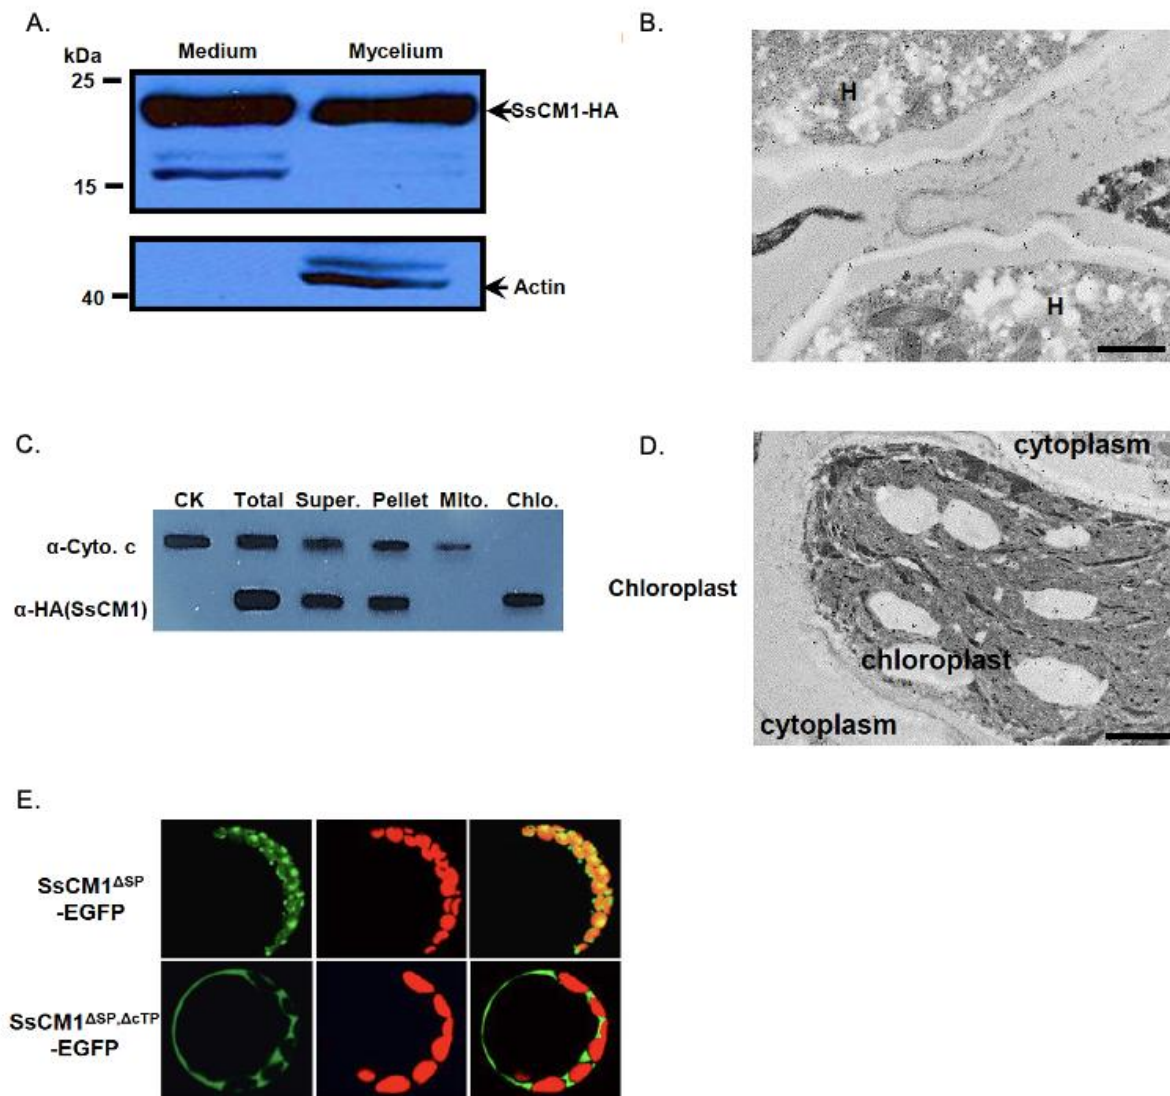 A.
kDa
Medium Mycelium
25
SsCM1-HA
15
Actin
40
B.
H
H
C.
CK Total Super. Pellet Mito. Chlo.
α-Cyto. c
α-HA(SsCM1)
D.
cytoplasm
Chloroplast
chloroplast
cytoplasm
E.
SsCM1ΔSP
-EGFP
SsCM1ΔSP,ΔcTP
-EGFP